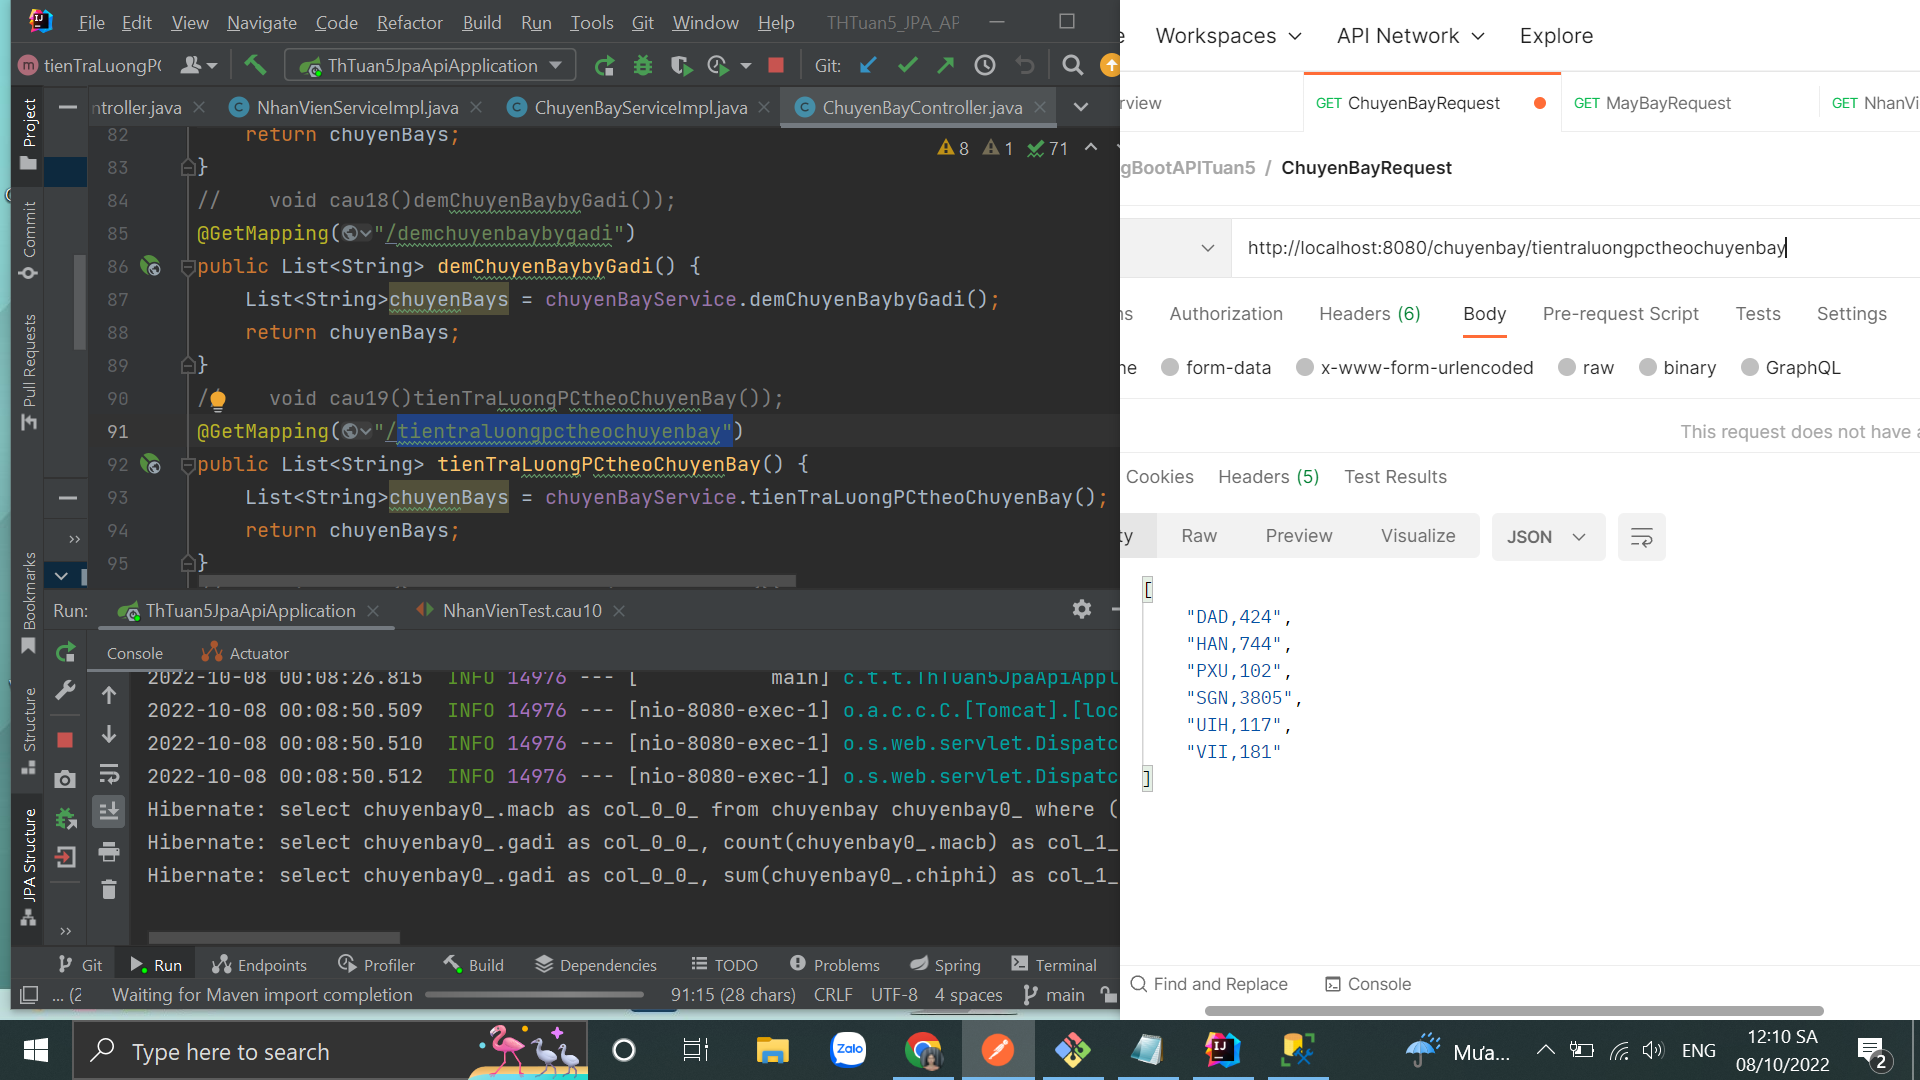 File Edit View Navigate Code Refactor Build Run Tools Git Window Help THTuan5_JPA_AP
tienTraLuongPC ThTuan5JpaApiApplication Git:
ntroller.java NhanVienServiceImpl.java ChuyenBayServiceImpl.java ChuyenBayController.java
8 1 71
82 return chuyenBays;
83 }
84 // void cau18()demChuyenBaybyGadi());
85 @GetMapping("/demchuyenbaybygadi")
86 public List<String> demChuyenBaybyGadi() {
87 List<String>chuyenBays = chuyenBayService.demChuyenBaybyGadi();
88 return chuyenBays;
89 }
90 / void cau19()tienTraLuongPCtheoChuyenBay());
91 @GetMapping("/tientraluongpctheochuyenbay")
92 public List<String> tienTraLuongPCtheoChuyenBay() {
93 List<String>chuyenBays = chuyenBayService.tienTraLuongPCtheoChuyenBay();
94 return chuyenBays;
95 }
Project
Commit
Pull Requests
Bookmarks
Structure
JPA Structure
Run: ThTuan5JpaApiApplication NhanVienTest.cau10
Console Actuator
2022-10-08 00:08:26.815 INFO 14976 --- [ main] c.t.t.ThTuan5JpaApiAppl
2022-10-08 00:08:50.509 INFO 14976 --- [nio-8080-exec-1] o.a.c.c.C.[Tomcat].[loc
2022-10-08 00:08:50.510 INFO 14976 --- [nio-8080-exec-1] o.s.web.servlet.Dispatc
2022-10-08 00:08:50.512 INFO 14976 --- [nio-8080-exec-1] o.s.web.servlet.Dispatc
Hibernate: select chuyenbay0_.macb as col_0_0_ from chuyenbay chuyenbay0_ where (
Hibernate: select chuyenbay0_.gadi as col_0_0_, count(chuyenbay0_.macb) as col_1_
Hibernate: select chuyenbay0_.gadi as col_0_0_, sum(chuyenbay0_.chiphi) as col_1_
Git Run Endpoints Profiler Build Dependencies TODO Problems Spring Terminal
... (2 Waiting for Maven import completion 91:15 (28 chars) CRLF UTF-8 4 spaces main
e Workspaces API Network Explore
rview GET ChuyenBayRequest GET MayBayRequest GET NhanVi
gBootAPITuan5 / ChuyenBayRequest
http://localhost:8080/chuyenbay/tientraluongpctheochuyenbay
ns Authorization Headers (6) Body Pre-request Script Tests Settings
ne form-data x-www-form-urlencoded raw binary GraphQL
This request does not have a
Cookies Headers (5) Test Results
ty Raw Preview Visualize JSON
[
"DAD,424",
"HAN,744",
"PXU,102",
"SGN,3805",
"UIH,117",
"VII,181"
]
Find and Replace Console
Type here to search Zalo Mưa... ENG 12:10 SA
08/10/2022 2